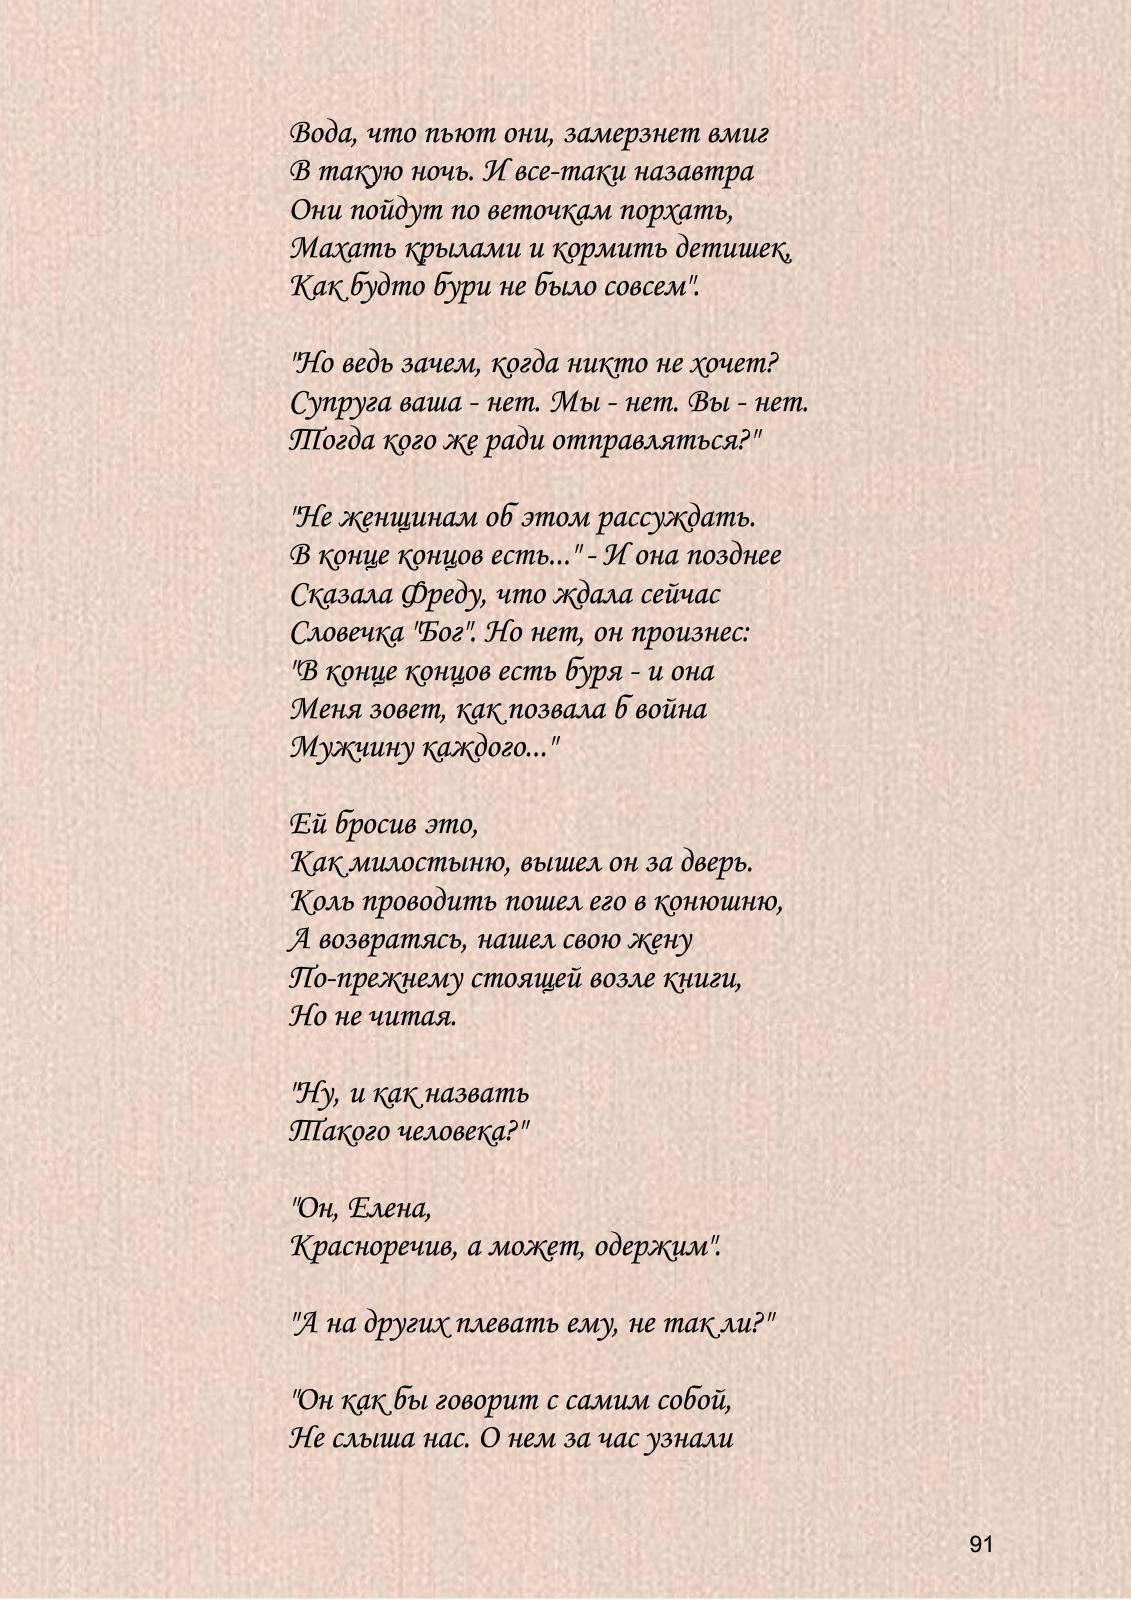 Вода, что пьют они, замерзнет вмиг
В такую ночь. И все-таки назавтра
Они пойдут по веточкам порхать,
Махать крылами и кормить детишек,
Как будто бури не было совсем".
"Но ведь зачем, когда никто не хочет?
Супруга ваша - нет. Мы - нет. Вы - нет.
Тогда кого же ради отправляться?"
"Не женщинам об этом рассуждать.
В конце концов есть..." - И она позднее
Сказала Фреду, что ждала сейчас
Словечка "Бог". Но нет, он произнес:
"В конце концов есть буря - и она
Меня зовет, как позвала б война
Мужчину каждого..."
Ей бросив это,
Как милостыню, вышел он за дверь.
Коль проводить пошел его в конюшню,
А возвратясь, нашел свою жену
По-прежнему стоящей возле книги,
Но не читая.
"Ну, и как назвать
Такого человека?"
"Он, Елена,
Красноречив, а может, одержим".
"А на других плевать ему, не так ли?"
"Он как бы говорит с самим собой,
Не слыша нас. О нем за час узнали
91